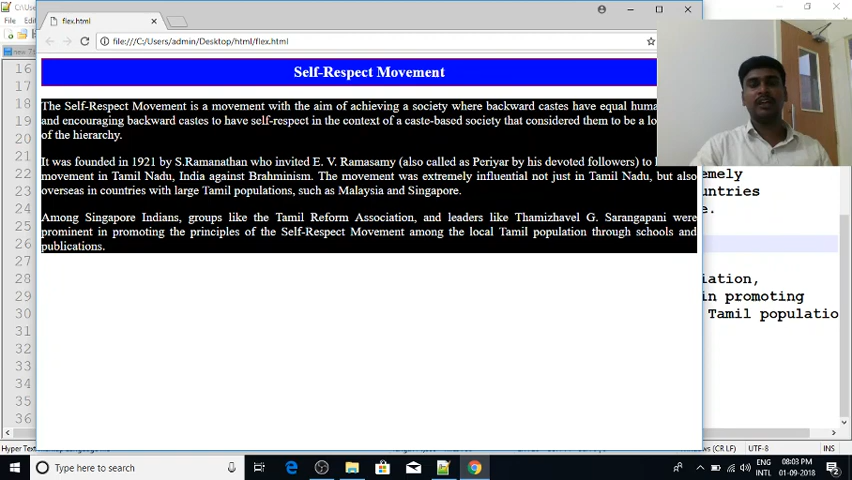 flex.html
file:///C:/Users/admin/Desktop/html/flex.html
Self-Respect Movement
The Self-Respect Movement is a movement with the aim of achieving a society where backward castes have equal
and encouraging backward castes to have self-respect in the context of a caste-based society that considered them to be a
of the hierarchy.
It was founded in 1921 by S.Ramanathan who invited E. V. Ramasamy (also called as Periyar by his devoted followers) to
movement in Tamil Nadu, India against Brahminism. The movement was extremely influential not just in Tamil Nadu, but also
overseas in countries with large Tamil populations, such as Malaysia and Singapore.
Among Singapore Indians, groups like the Tamil Reform Association, and leaders like Thamizhavel G. Sarangapani were
prominent in promoting the principles of the Self-Respect Movement among the local Tamil population through schools and
publications.
File
new
16
17
18
19
20
21
22
23
24
25
26
27
28
29
30
31
32
33
34
35
36
in promoting
Tamil
Hyper Text
(CR LF)
UTF-8
INS
Type here to search
ENG
INTL
08:03 PM
01-09-2018
2